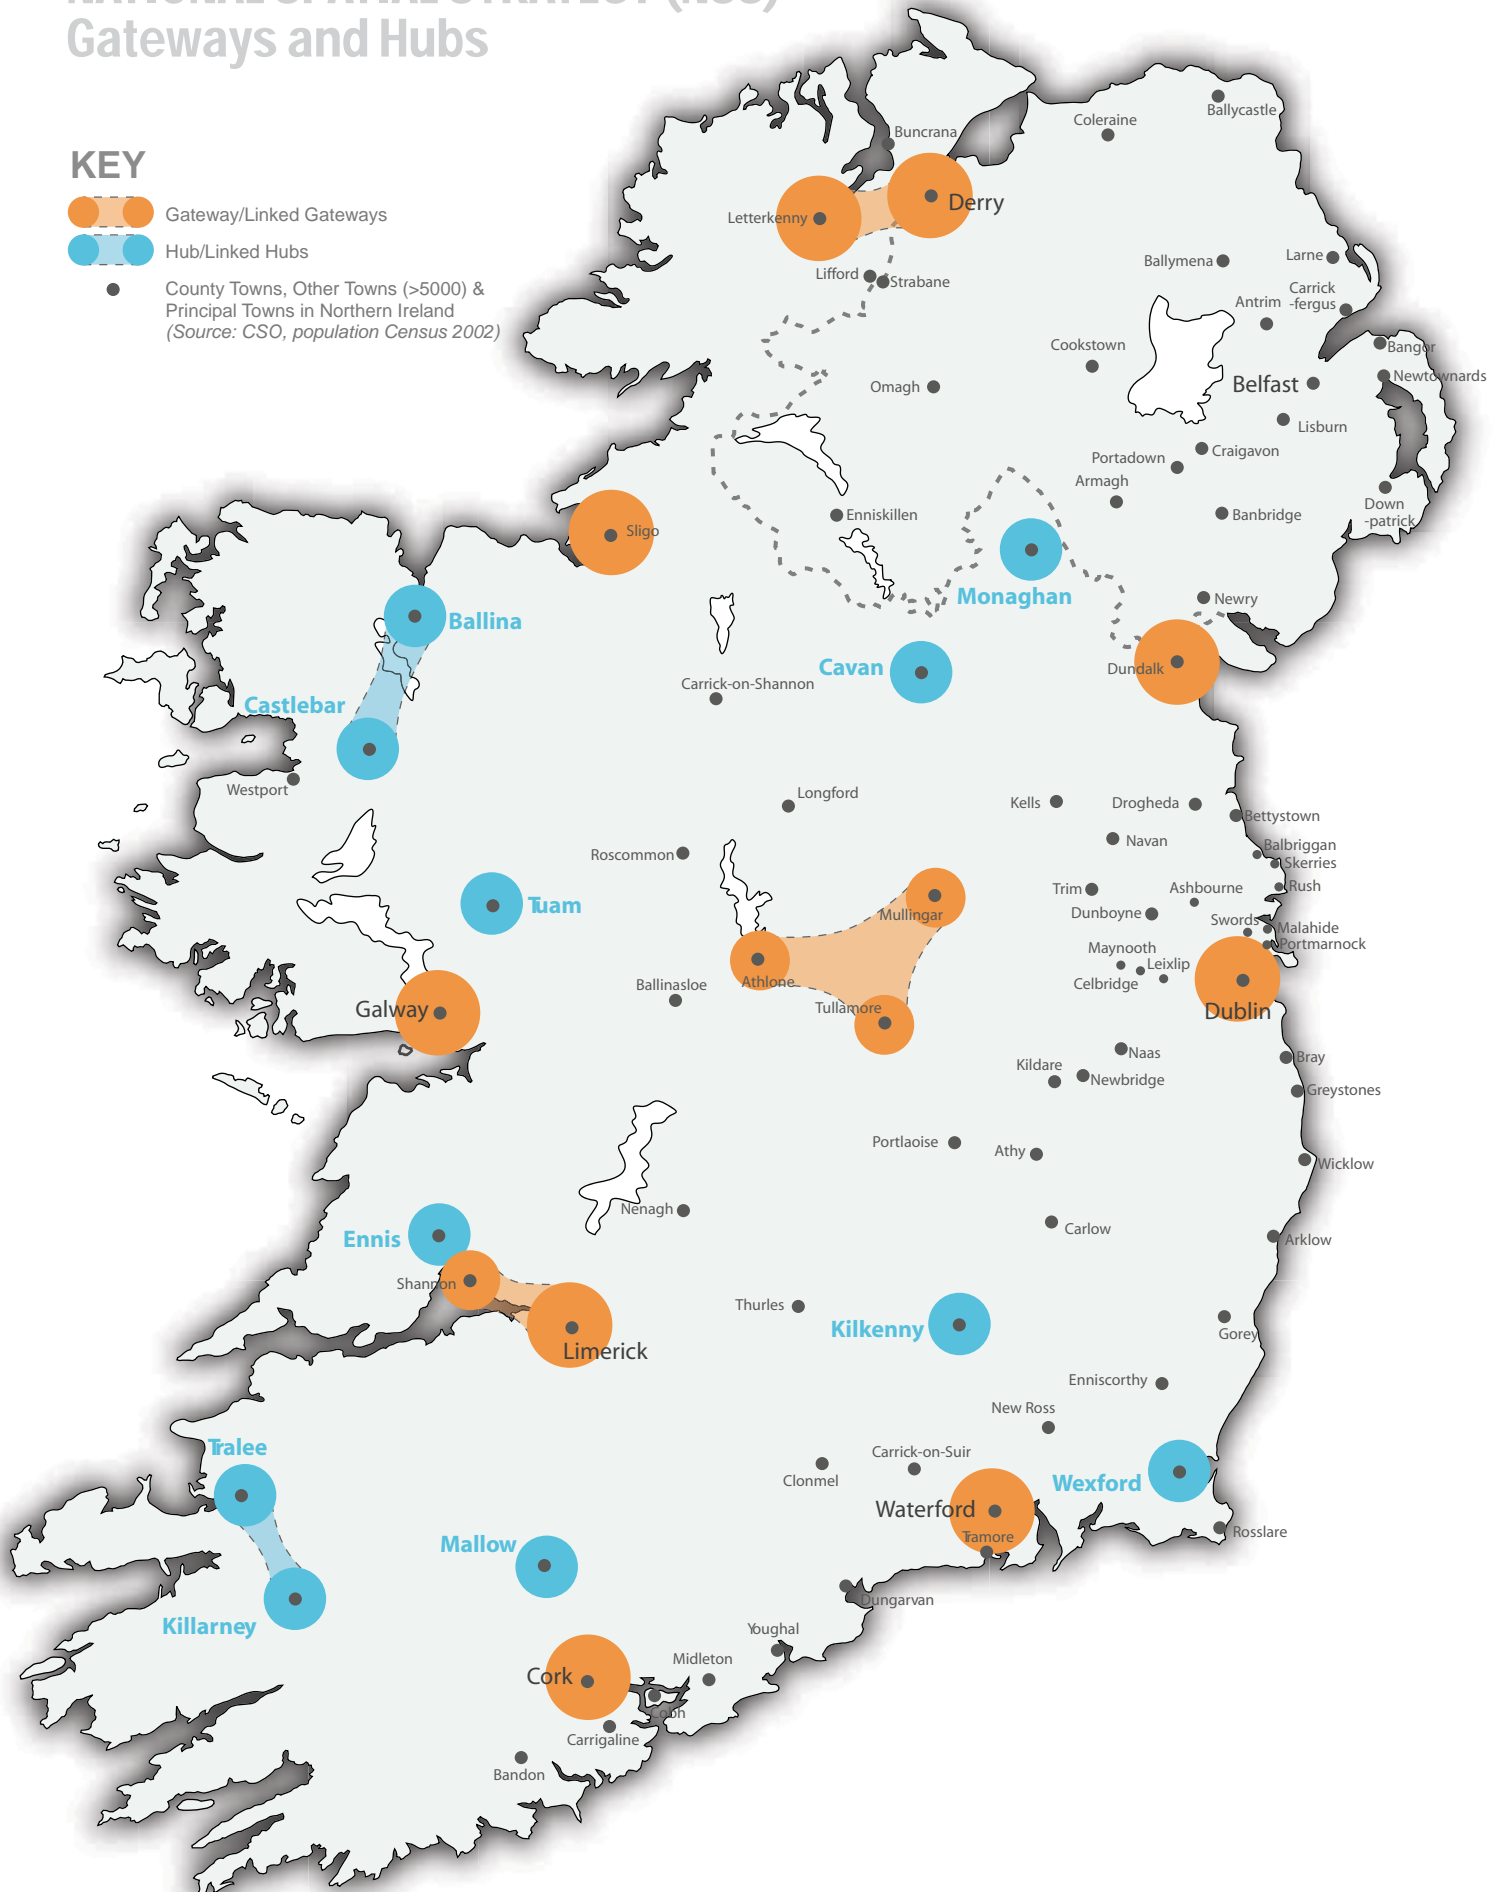 NATIONAL SPATIAL STRATEGY (NSS)
Gateways and Hubs
KEY
Gateway/Linked Gateways
Hub/Linked Hubs
County Towns, Other Towns (>5000) &
Principal Towns in Northern Ireland
(Source: CSO, population Census 2002)
Ballycastle
Coleraine
Buncrana
Derry
Letterkenny
Lifford
Strabane
Ballymena
Larne
Carrick
-fergus
Antrim
Bangor
Cookstown
Newtownards
Omagh
Belfast
Lisburn
Craigavon
Portadown
Armagh
Down
-patrick
Enniskillen
Banbridge
Sligo
Monaghan
Newry
Ballina
Cavan
Dundalk
Carrick-on-Shannon
Castlebar
Westport
Longford
Kells
Drogheda
Bettystown
Navan
Balbriggan
Skerries
Roscommon
Trim
Ashbourne
Rush
Tuam
Mullingar
Dunboyne
Swords
Malahide
Portmarnock
Maynooth
Leixlip
Celbridge
Athlone
Ballinasloe
Tullamore
Galway
Dublin
Naas
Bray
Kildare
Newbridge
Greystones
Portlaoise
Athy
Wicklow
Nenagh
Carlow
Ennis
Arklow
Shannon
Thurles
Kilkenny
Gorey
Limerick
Enniscorthy
New Ross
Tralee
Carrick-on-Suir
Clonmel
Wexford
Waterford
Tramore
Rosslare
Mallow
Dungarvan
Killarney
Youghal
Midleton
Cork
Cobh
Carrigaline
Bandon